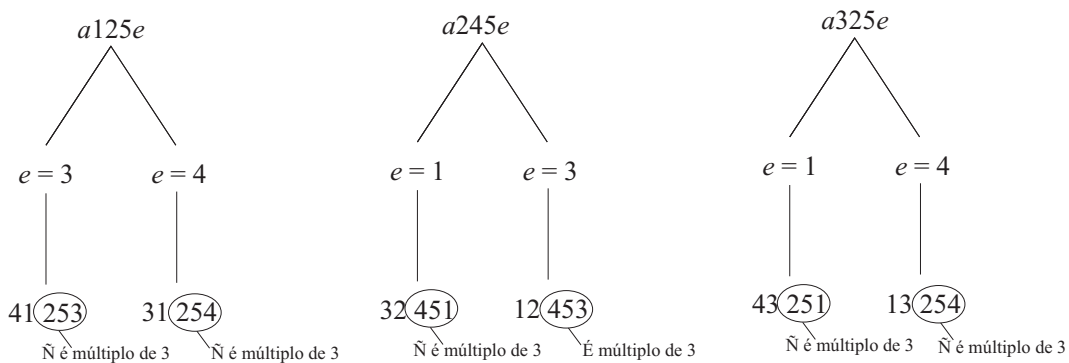 a125e
a245e
a325e
e = 3
e = 4
e = 1
e = 3
e = 1
e = 4
41253
31254
32451
12453
43251
13254
Ñ é múltiplo de 3
Ñ é múltiplo de 3
Ñ é múltiplo de 3
É múltiplo de 3
Ñ é múltiplo de 3
Ñ é múltiplo de 3